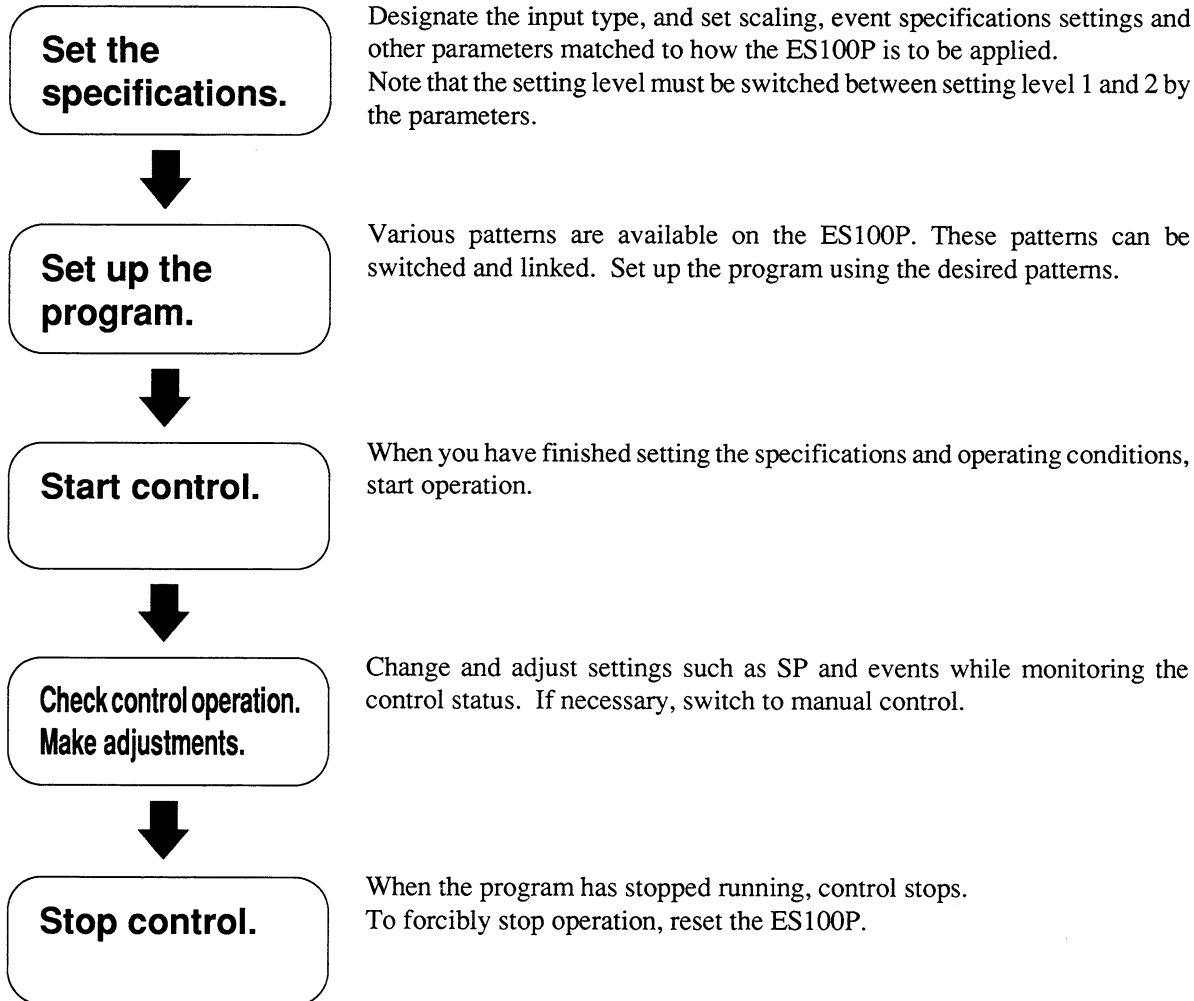 Set the
specifications.
Designate the input type, and set scaling, event specifications settings and
other parameters matched to how the ES100P is to be applied.
Note that the setting level must be switched between setting level 1 and 2 by
the parameters.
Set up the
program.
Various patterns are available on the ES100P. These patterns can be
switched and linked. Set up the program using the desired patterns.
Start control.
When you have finished setting the specifications and operating conditions,
start operation.
Check control operation.
Make adjustments.
Change and adjust settings such as SP and events while monitoring the
control status. If necessary, switch to manual control.
Stop control.
When the program has stopped running, control stops.
To forcibly stop operation, reset the ES100P.